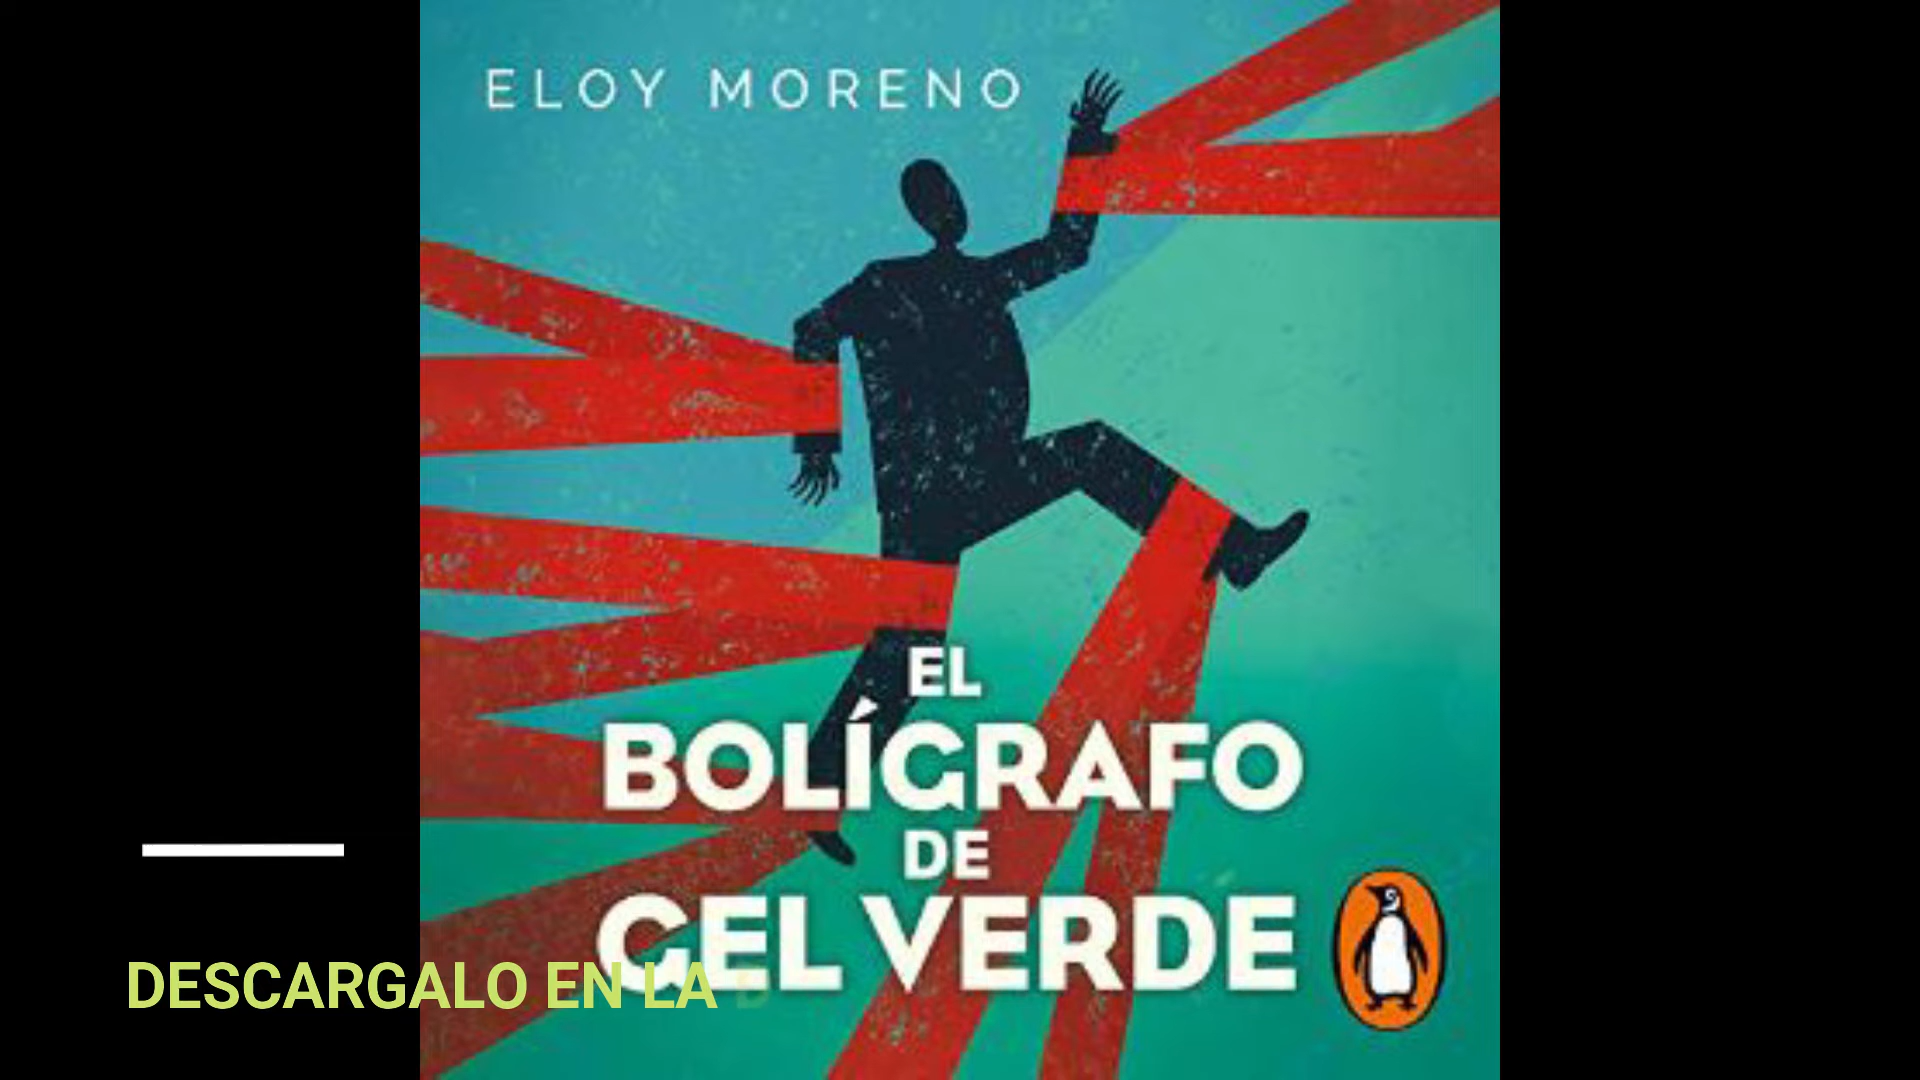 ELOY MORENO
EL
BOLÍGRAFO
DE
GEL VERDE
DESCARGALO EN LA